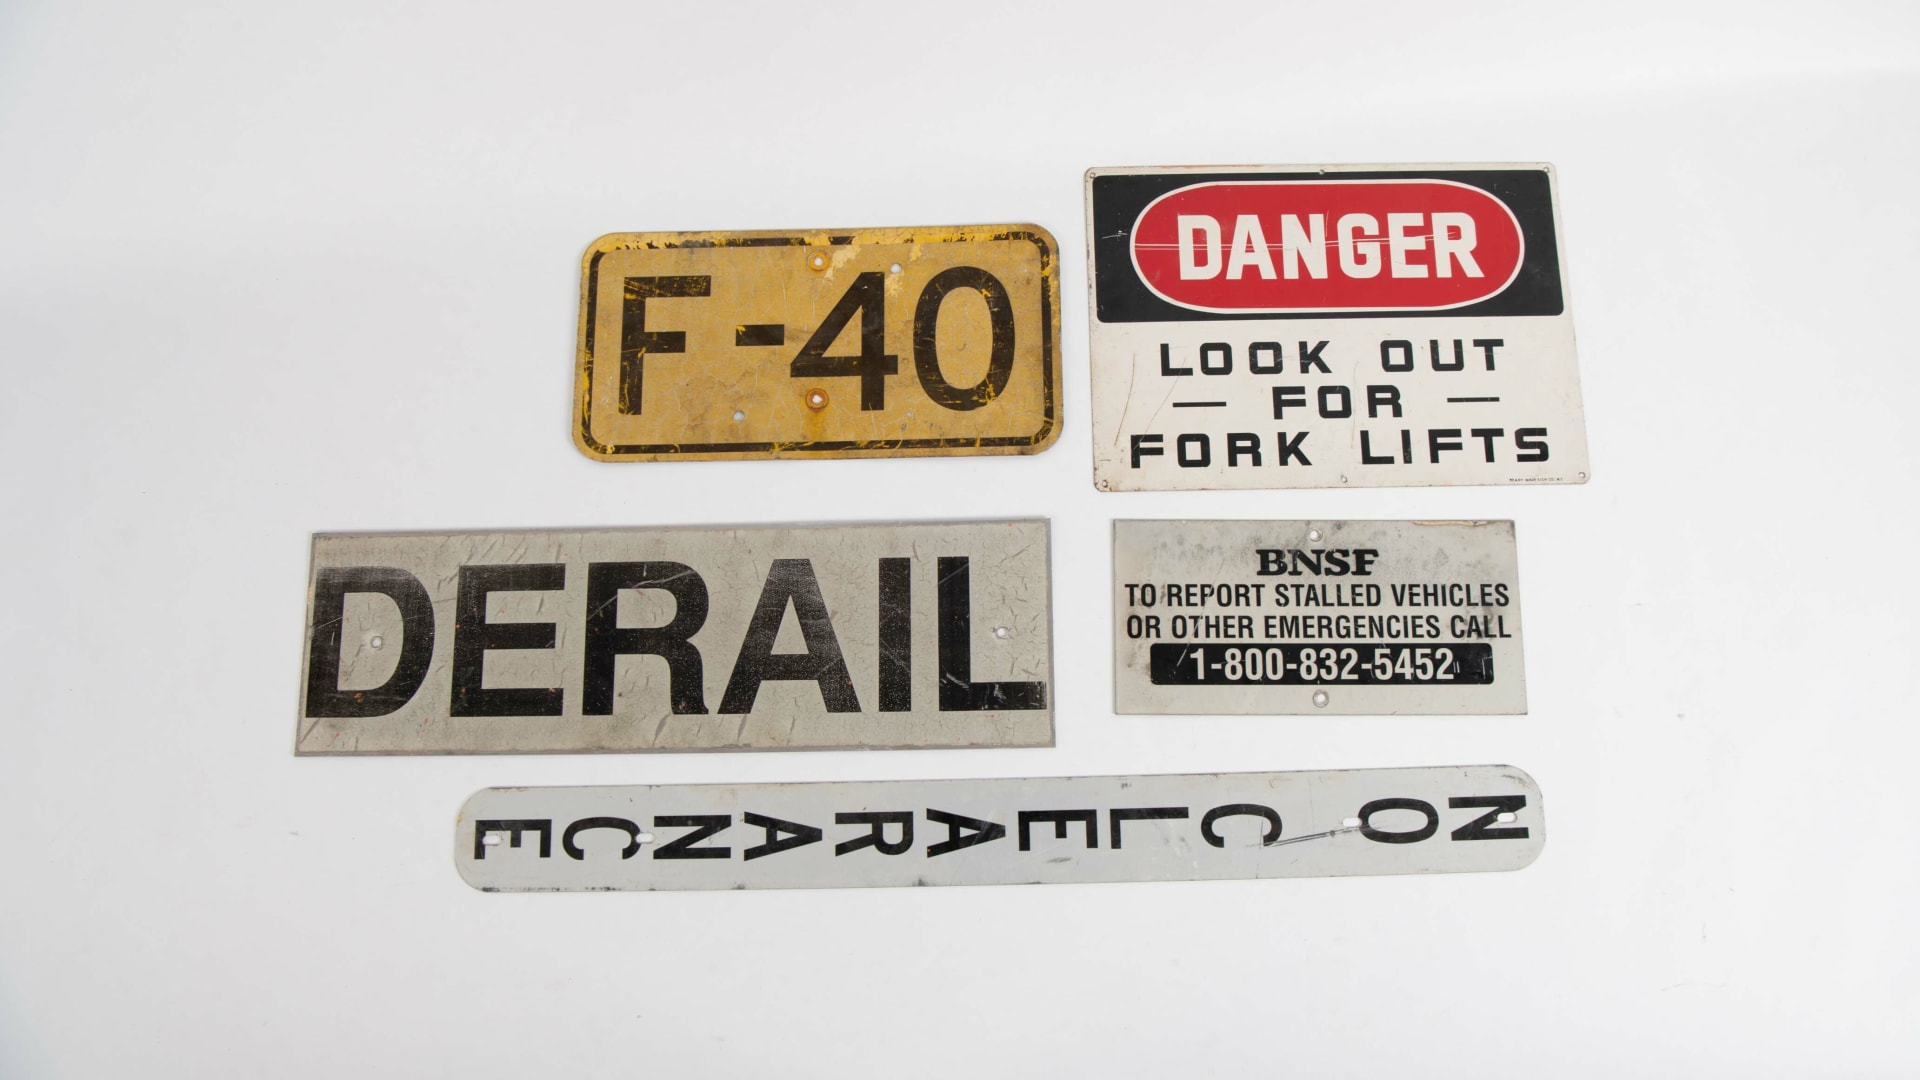 F-40
DANGER
LOOK OUT
— FOR —
FORK LIFTS
DERAIL
BNSF
TO REPORT STALLED VEHICLES
OR OTHER EMERGENCIES CALL
1-800-832-5452
NO CLEARANCE